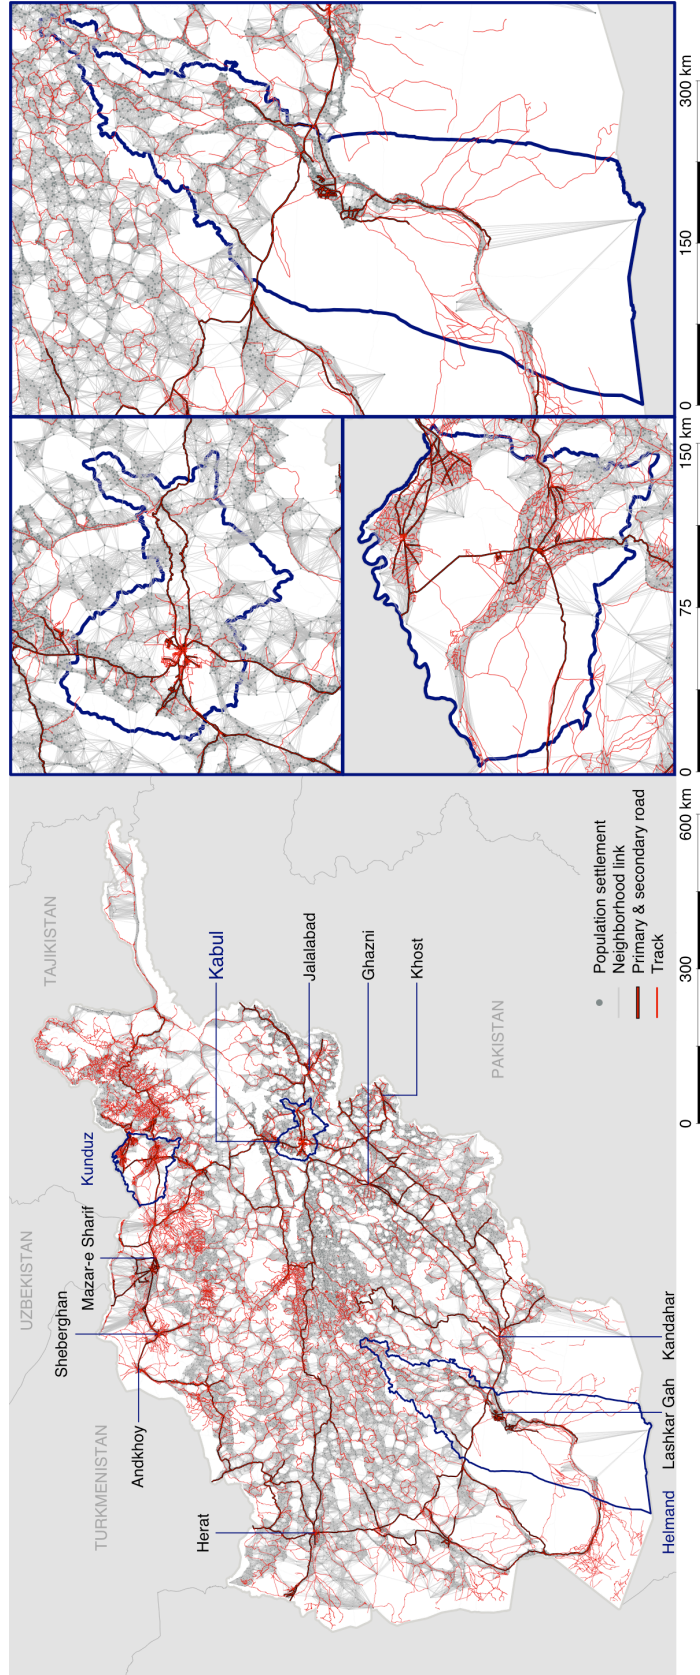 TURKMENISTAN
UZBEKISTAN
TAJIKISTAN
PAKISTAN
Andkhoy
Sheberghan
Mazar-e Sharif
Kunduz
Herat
Kabul
Jalalabad
Ghazni
Khost
Helmand
Lashkar Gah
Kandahar
Population settlement
Neighborhood link
Primary & secondary road
Track
0 300 600 km
0 75 150 km
0 150 300 km